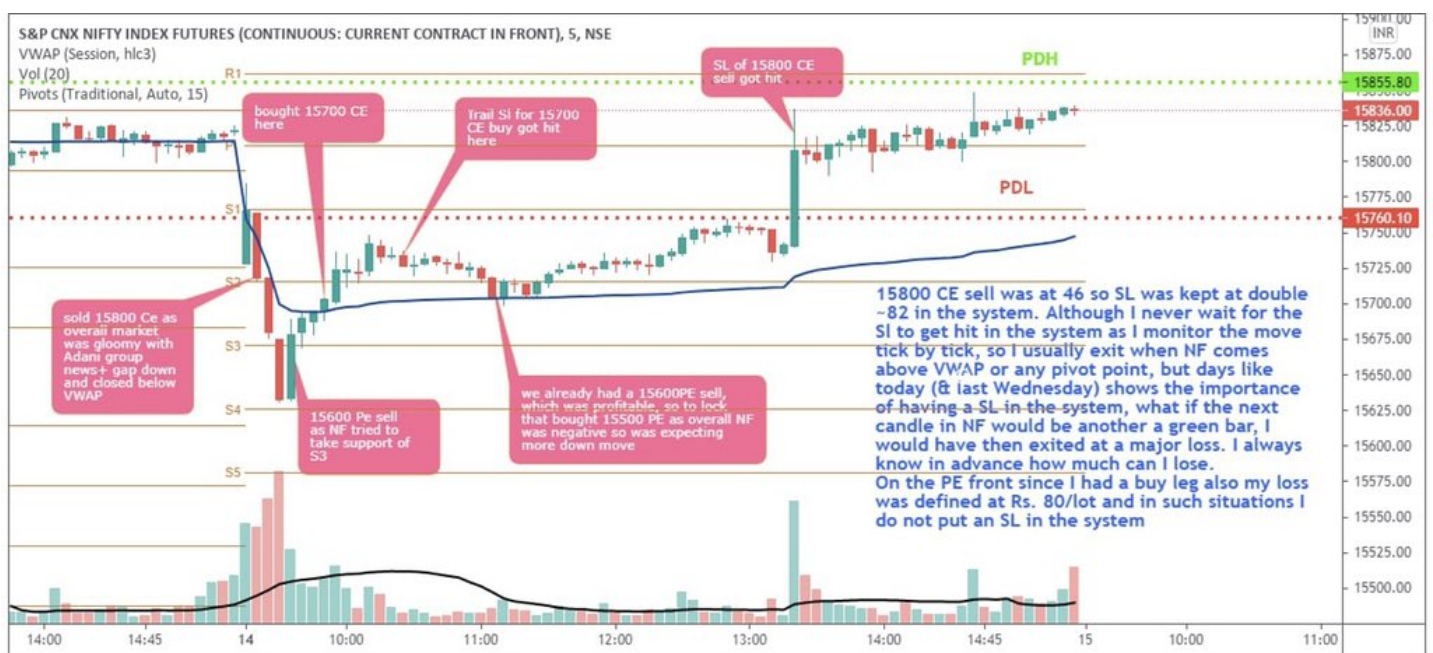 S&P CNX NIFTY INDEX FUTURES (CONTINUOUS: CURRENT CONTRACT IN FRONT), 5, NSE
VWAP (Session, hlc3)
Vol (20)
Pivots (Traditional, Auto, 15)
R1
P
S1
S2
S3
S4
S5
bought 15700 CE
here
Trail Sl for 15700
CE buy got hit
here
SL of 15800 CE
sell got hit
PDH
PDL
sold 15800 Ce as
overall market
was gloomy with
Adani group
news+ gap down
and closed below
VWAP
15600 Pe sell
as NF tried to
take support of
S3
we already had a 15600PE sell,
which was profitable, so to lock
that bought 15500 PE as overall NF
was negative so was expecting
more down move
15800 CE sell was at 46 so SL was kept at double
~82 in the system. Although I never wait for the
Sl to get hit in the system as I monitor the move
tick by tick, so I usually exit when NF comes
above VWAP or any pivot point, but days like
today (& last Wednesday) shows the importance
of having a SL in the system, what if the next
candle in NF would be another a green bar, I
would have then exited at a major loss. I always
know in advance how much can I lose.
On the PE front since I had a buy leg also my loss
was defined at Rs. 80/lot and in such situations I
do not put an SL in the system
15900.00
INR
15875.00
15855.80
15836.00
15825.00
15800.00
15775.00
15760.10
15750.00
15725.00
15700.00
15675.00
15650.00
15625.00
15600.00
15575.00
15550.00
15525.00
15500.00
14:00
14:45
14
10:00
11:00
12:00
13:00
14:00
14:45
15
10:00
11:00